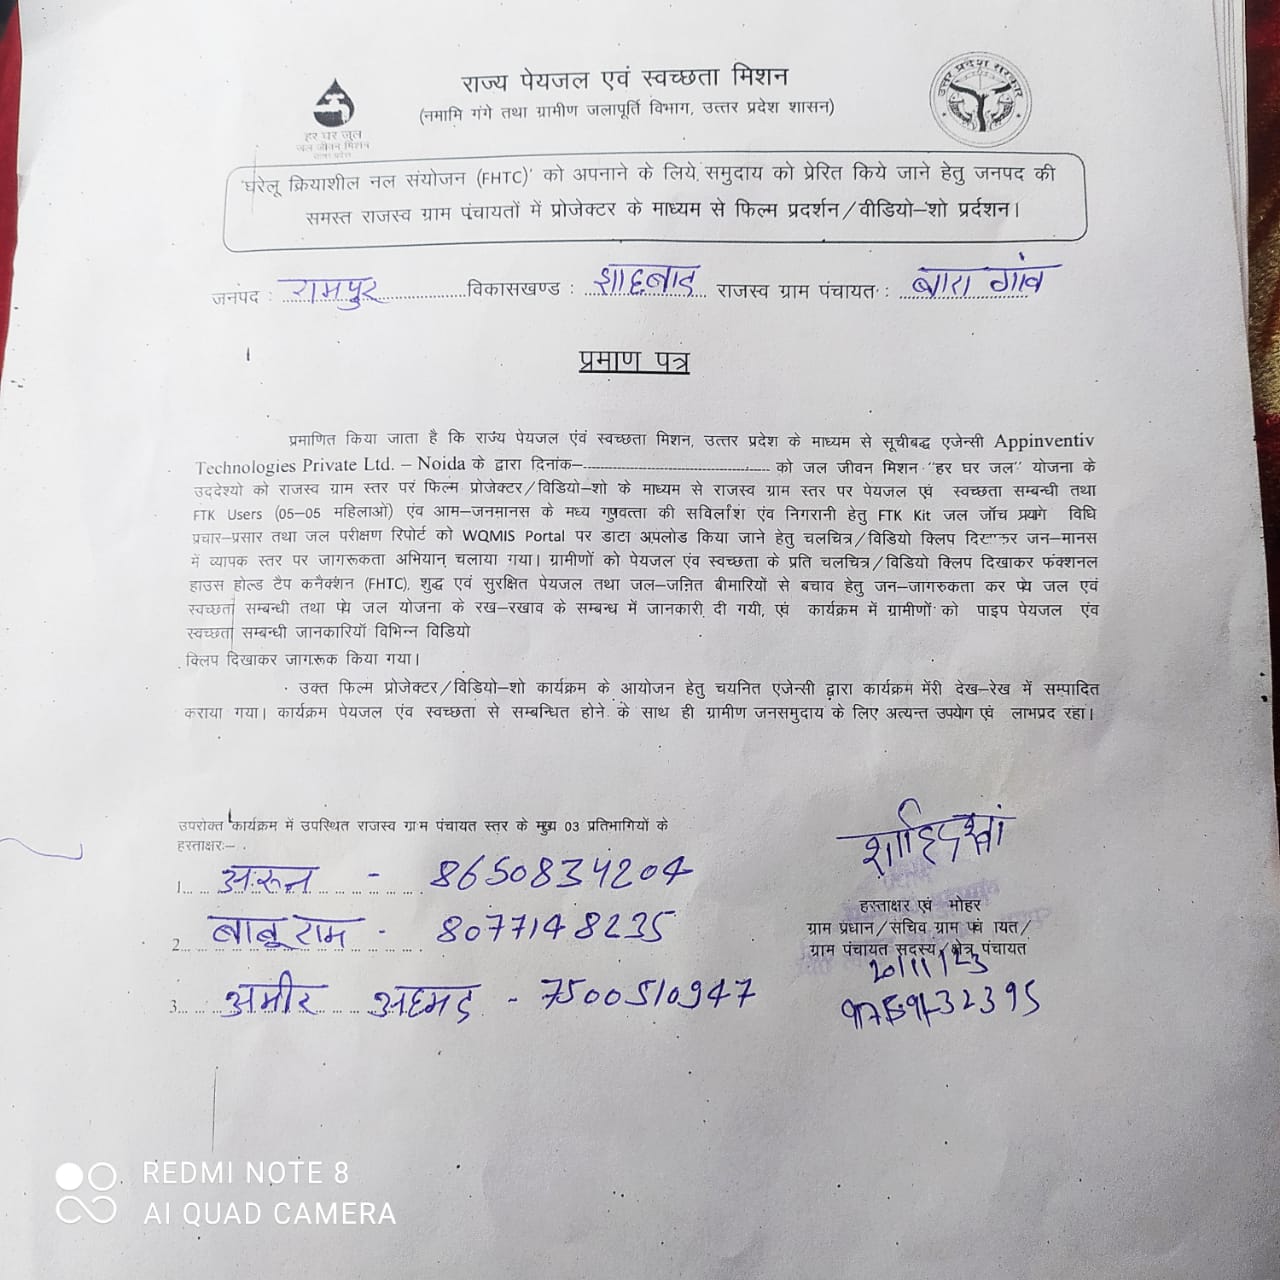 राज्य पेयजल एवं स्वच्छता मिशन
(नमामि गंगे तथा ग्रामीण जलापूर्ति विभाग, उत्तर प्रदेश शासन)
हर घर जल
जल जीवन मिशन
उत्तर प्रदेश सरकार
'घरेलू क्रियाशील नल संयोजन (FHTC)' को अपनाने के लिये समुदाय को प्रेरित किये जाने हेतु जनपद की
समस्त राजस्व ग्राम पंचायतों में प्रोजेक्टर के माध्यम से फिल्म प्रदर्शन/वीडियो–शो प्रर्दशन।
जनपद : रामपुर विकासखण्ड : शाहबाद राजस्व ग्राम पंचायत : बारा गांव
प्रमाण पत्र
प्रमाणित किया जाता है कि राज्य पेयजल एंव स्वच्छता मिशन, उत्तर प्रदेश के माध्यम से सूचीबद्ध एजेन्सी Appinventiv
Technologies Private Ltd. – Noida के द्वारा दिनांक–........................ को जल जीवन मिशन "हर घर जल" योजना के
उददेश्यो को राजस्व ग्राम स्तर पर फिल्म प्रोजेक्टर/विडियो–शो के माध्यम से राजस्व ग्राम स्तर पर पेयजल एवं स्वच्छता सम्बन्धी तथा
FTK Users (05–05 महिलाओं) एंव आम–जनमानस के मध्य गुणवत्ता की एंव निगरानी हेतु FTK Kit जल जॉच विधि
प्रचार–प्रसार तथा जल परीक्षण रिपोर्ट को WQMIS Portal पर डाटा अपलोड किया जाने हेतु चलचित्र/विडियो क्लिप जन–मानस
में व्यापक स्तर पर जागरूकता अभियान् चलाया गया। ग्रामीणों को पेयजल एंव स्वच्छता के प्रति चलचित्र/विडियो क्लिप दिखाकर फंक्शनल
हाउस होल्ड टैप कनैक्शन (FHTC), शुद्ध एवं सुरक्षित पेयजल तथा जल–जनित बीमारियों से बचाव हेतु जन–जागरुकता कर जल एवं
स्वच्छता सम्बन्धी तथा जल योजना के रख–रखाव के सम्बन्ध में जानकारी दी गयी, एवं कार्यक्रम में ग्रामीणों को पाइप पेयजल एंव
स्वच्छता सम्बन्धी जानकारियॉ विभिन्न विडियो
क्लिप दिखाकर जागरूक किया गया।
उक्त फिल्म प्रोजेक्टर/विडियो–शो कार्यक्रम के आयोजन हेतु चयनित एजेन्सी द्वारा कार्यक्रम मेंरी देख–रेख में सम्पादित
कराया गया। कार्यक्रम पेयजल एंव स्वच्छता से सम्बन्धित होने के साथ ही ग्रामीण जनसमुदाय के लिए अत्यन्त उपयोग एवं लाभप्रद रहा।
उपरोक्त कार्यक्रम में उपस्थित राजस्व ग्राम पंचायत स्तर के मुख्य 03 प्रतिभागियों के
हस्ताक्षरः–
1. अरुन - 8650834204
2. बाबूराम - 8077148235
3. अमीर अहमद - 7500510947
शाहिद खां
हस्ताक्षर एवं मोहर
ग्राम प्रधान/सचिव ग्राम पंचायत/
ग्राम पंचायत सदस्य/क्षेत्र पंचायत
20/11/23
9759132395
REDMI NOTE 8
AI QUAD CAMERA